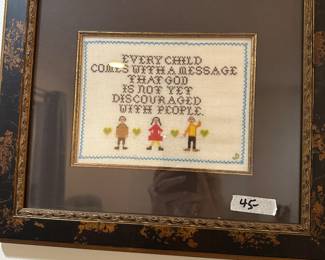 EVERY CHILD
COMES WITH A MESSAGE
THAT GOD
IS NOT YET
DISCOURAGED
WITH PEOPLE.
45-